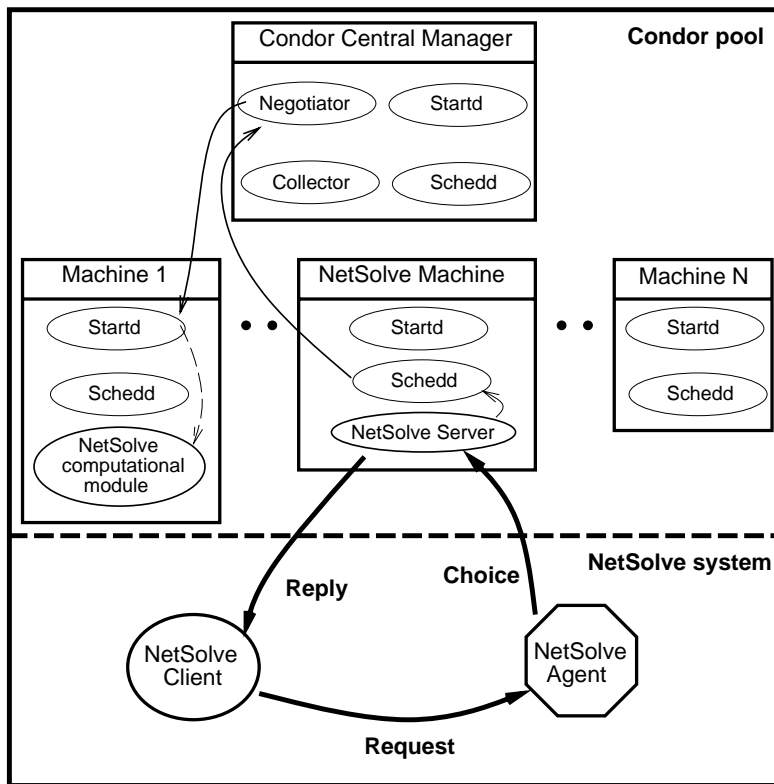 Condor Central Manager
Condor pool
Negotiator
Startd
Collector
Schedd
Machine 1
Startd
Schedd
NetSolve
computational
module
NetSolve Machine
Startd
Schedd
NetSolve Server
Machine N
Startd
Schedd
NetSolve system
Reply
Choice
NetSolve
Client
NetSolve
Agent
Request